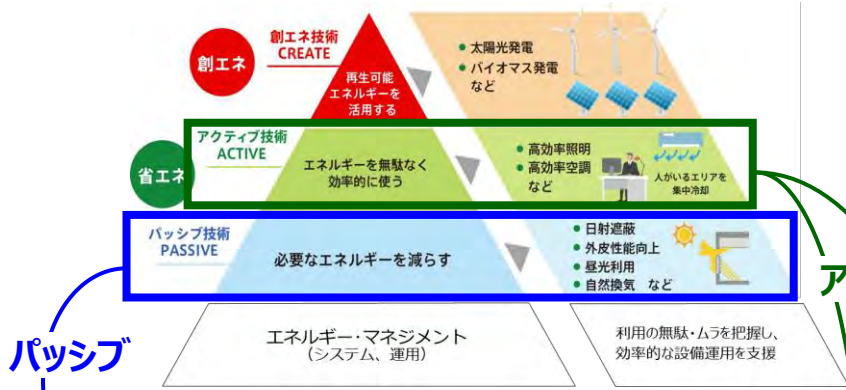 創エネ
創エネ技術
CREATE
再生可能
エネルギーを
活用する
● 太陽光発電
● バイオマス発電
など
省エネ
アクティブ技術
ACTIVE
エネルギーを無駄なく
効率的に使う
● 高効率照明
● 高効率空調
など
人がいるエリアを
集中冷却
パッシブ技術
PASSIVE
必要なエネルギーを減らす
● 日射遮蔽
● 外皮性能向上
● 昼光利用
● 自然換気 など
ア
パッシブ
エネルギー・マネジメント
(システム、運用)
利用の無駄・ムラを把握し、
効率的な設備運用を支援